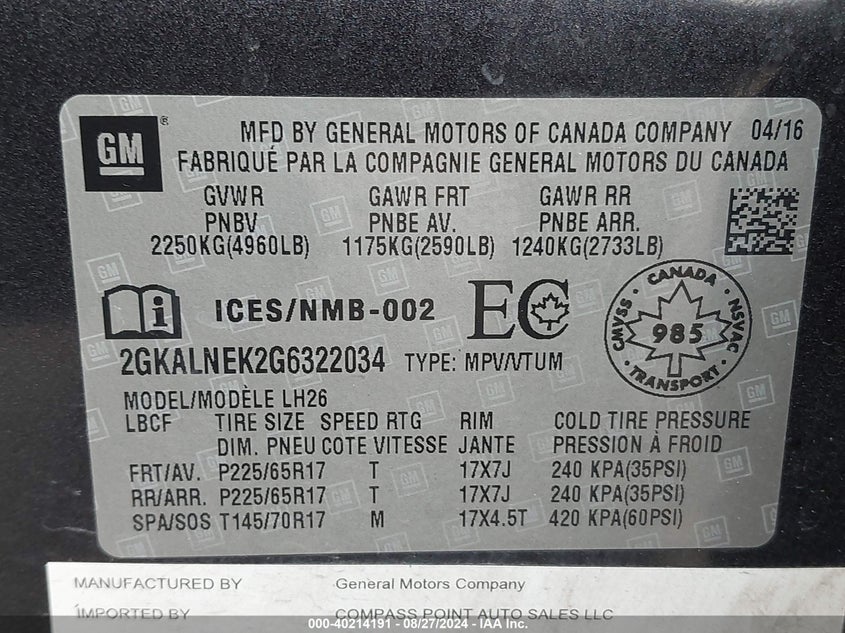 GM ® MFD BY GENERAL MOTORS OF CANADA COMPANY 04/16
FABRIQUÉ PAR LA COMPAGNIE GENERAL MOTORS DU CANADA
GVWR GAWR FRT GAWR RR
PNBV PNBE AV. PNBE ARR.
2250KG(4960LB) 1175KG(2590LB) 1240KG(2733LB)
i ICES/NMB-002 EC
CANADA
CMVSS 985 NSVAC
TRANSPORT
2GKALNEK2G6322034 TYPE: MPV/VTUM
MODEL/MODÈLE LH26
LBCF TIRE SIZE SPEED RTG RIM COLD TIRE PRESSURE
DIM. PNEU COTE VITESSE JANTE PRESSION À FROID
FRT/AV. P225/65R17 T 17X7J 240 KPA(35PSI)
RR/ARR. P225/65R17 T 17X7J 240 KPA(35PSI)
SPA/SOS T145/70R17 M 17X4.5T 420 KPA(60PSI)
MANUFACTURED BY General Motors Company
IMPORTED BY COMPASS POINT AUTO SALES LLC
000-40214191 - 08/27/2024 - IAA Inc.